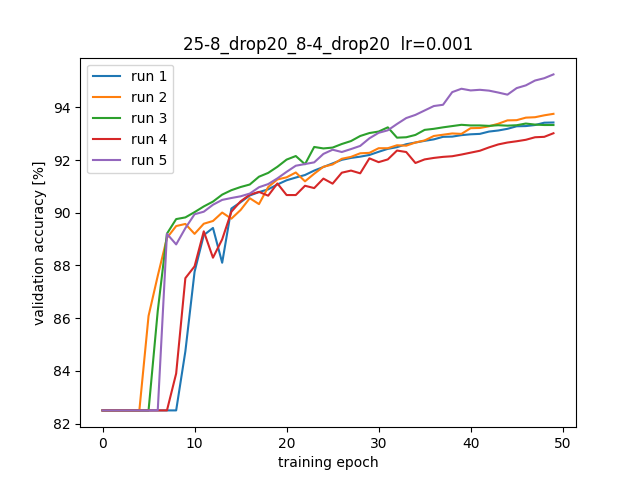 25-8_drop20_8-4_drop20 lr=0.001
run 1
run 2
run 3
run 4
run 5
validation accuracy [%]
94
92
90
88
86
84
82
0 10 20 30 40 50
training epoch